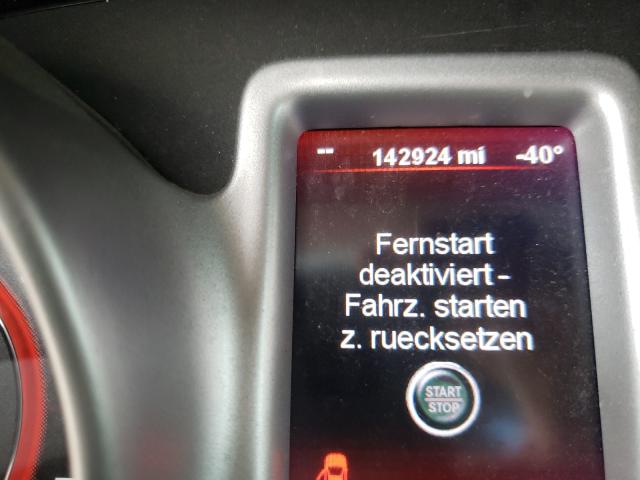 -- 142924 mi -40°
Fernstart
deaktiviert -
Fahrz. starten
z. ruecksetzen
START
STOP